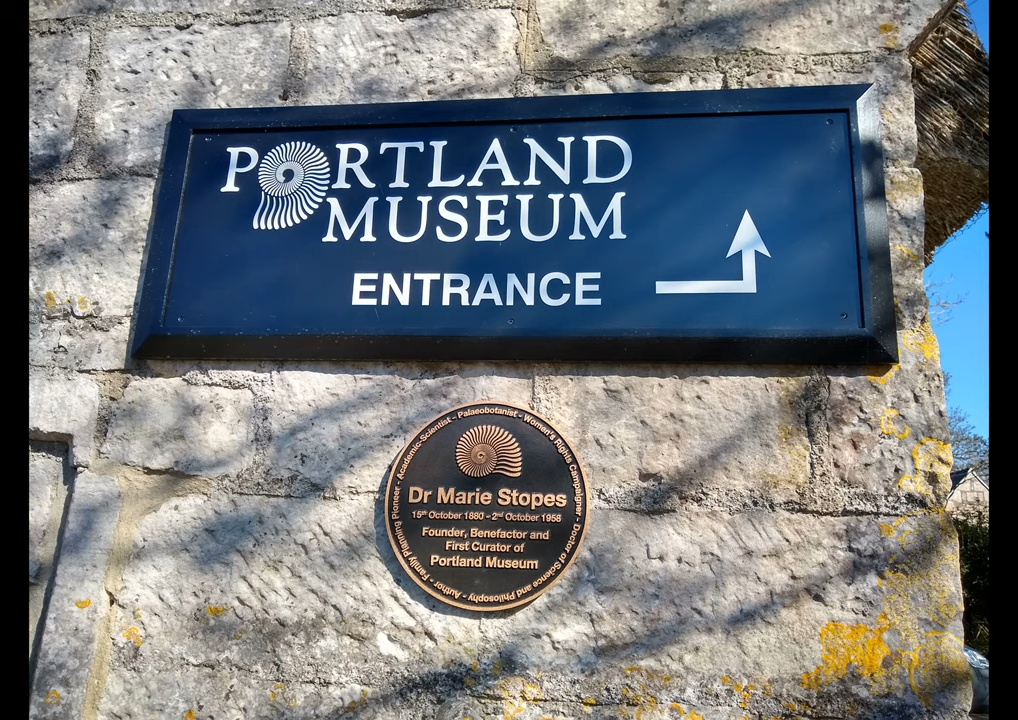 PORTLAND
MUSEUM
ENTRANCE
Family Planning Pioneer - Academic-Scientist - Palaeobotanist - Women's Rights Campaigner - Doctor of Science and Philosophy - Author -
Dr Marie Stopes
15th October 1880 - 2nd October 1958
Founder, Benefactor and
First Curator of
Portland Museum